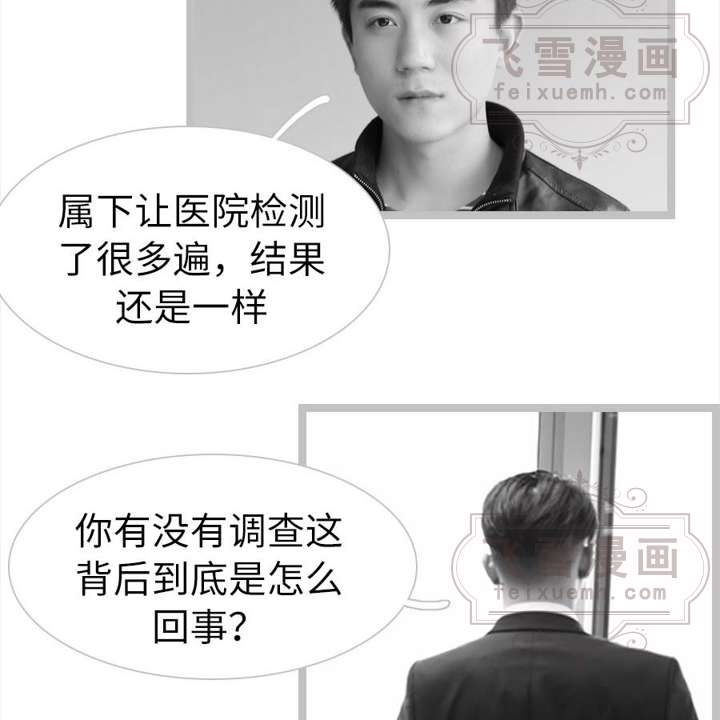 飞雪漫画
feixuemh.com
属下让医院检测
了很多遍，结果
还是一样
你有没有调查这
背后到底是怎么
回事？
飞雪漫画
feixuemh.com